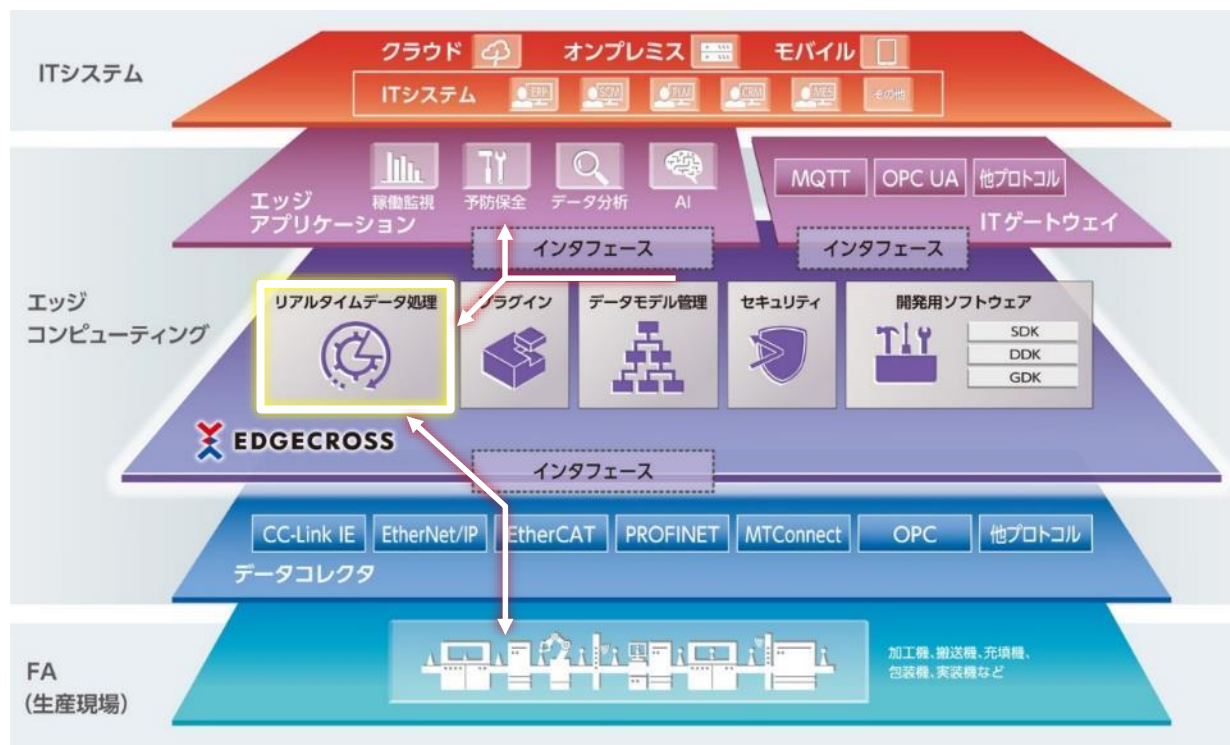 ITシステム
クラウド
オンプレミス
モバイル
ITシステム
ERP
SCM
PLM
CRM
MES
その他
エッジ
コンピューティング
稼働監視
予防保全
データ分析
AI
エッジ
アプリケーション
MQTT
OPC UA
他プロトコル
ITゲートウェイ
インタフェース
インタフェース
リアルタイムデータ処理
プラグイン
データモデル管理
セキュリティ
開発用ソフトウェア
SDK
DDK
GDK
EDGECROSS
インタフェース
CC-Link IE
EtherNet/IP
EtherCAT
PROFINET
MTConnect
OPC
他プロトコル
データコレクタ
FA
(生産現場)
加工機、搬送機、充填機、
包装機、実装機など